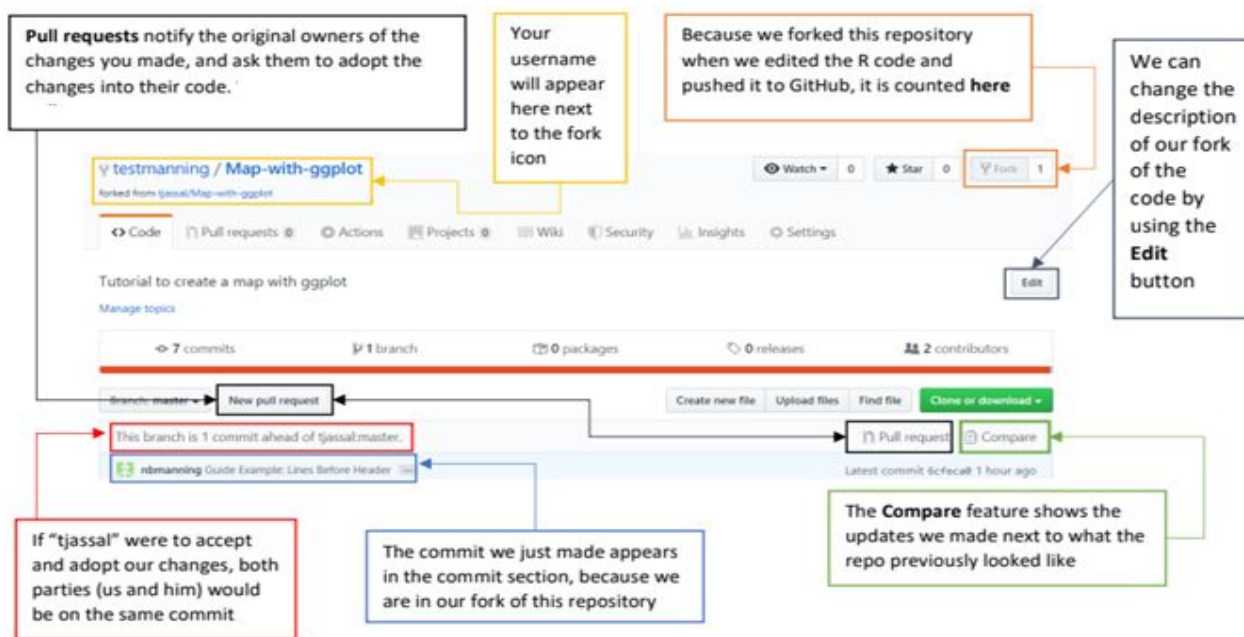 Pull requests notify the original owners of the
changes you made, and ask them to adopt the
changes into their code.
Your
username
will appear
here next
to the fork
icon
Because we forked this repository
when we edited the R code and
pushed it to GitHub, it is counted here
We can
change the
description
of our fork
of the
code by
using the
Edit
button
testmanning / Map-with-ggplot
forked from tjassal/Map-with-ggplot
Watch 0 Star 0 Fork 1
Code Pull requests 0 Actions Projects 0 Wiki Security Insights Settings
Tutorial to create a map with ggplot
Edit
Manage topics
7 commits 1 branch 0 packages 0 releases 2 contributors
Branch: master New pull request Create new file Upload files Find file Clone or download
This branch is 1 commit ahead of tjassal:master. Pull request Compare
nbmanning Guide Example: Lines Before Header Latest commit 6cfeca8 1 hour ago
If “tjassal” were to accept
and adopt our changes, both
parties (us and him) would
be on the same commit
The commit we just made appears
in the commit section, because we
are in our fork of this repository
The Compare feature shows the
updates we made next to what the
repo previously looked like